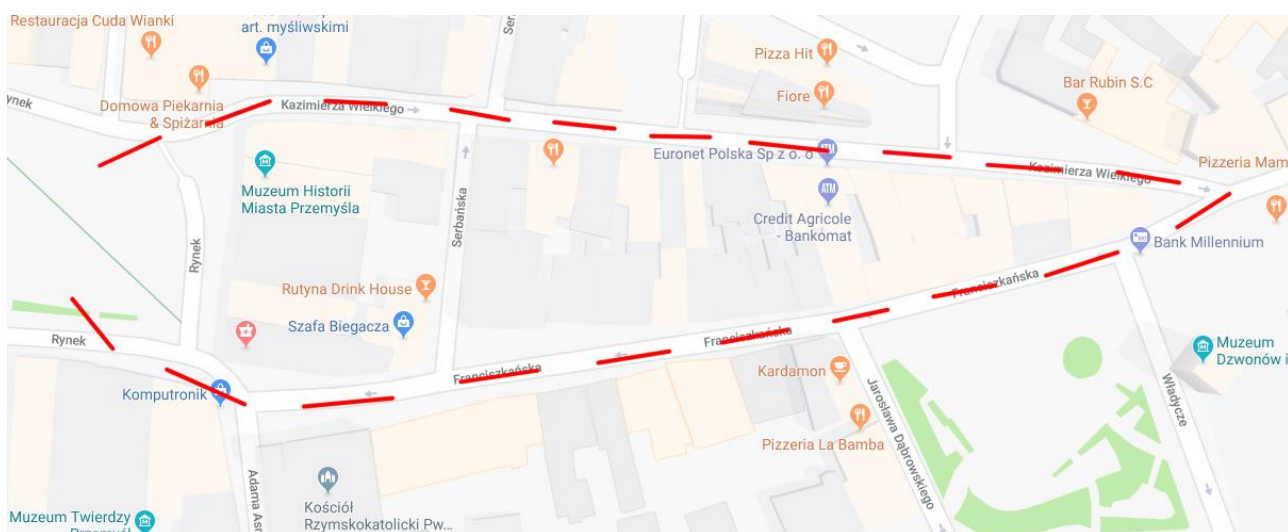 Restauracja Cuda Wianki
art. myśliwskimi
Pizza Hit
Fiore
Bar Rubin S.C
Domowa Piekarnia
& Spiżarnia
Kazimierza Wielkiego
Euronet Polska Sp z o. o
Kazimierza Wielkiego
Pizzeria Mam
Muzeum Historii
Miasta Przemyśla
Serbańska
ATM
ATM
Credit Agricole
- Bankomat
Bank Millennium
Rynek
Rutyna Drink House
Franciszkańska
Szafa Biegacza
Rynek
Franciszkańska
Muzeum
Dzwonów i
Komputronik
Franciszkańska
Kardamon
Władycze
Jarosława Dąbrowskiego
Pizzeria La Bamba
Kościół
Rzymskokatolicki Pw...
Muzeum Twierdzy